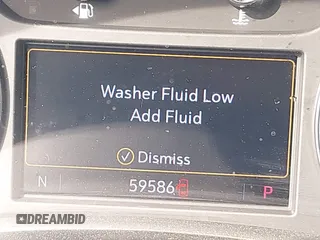 Washer Fluid Low
Add Fluid
Dismiss
N 59586 P
DREAMBID